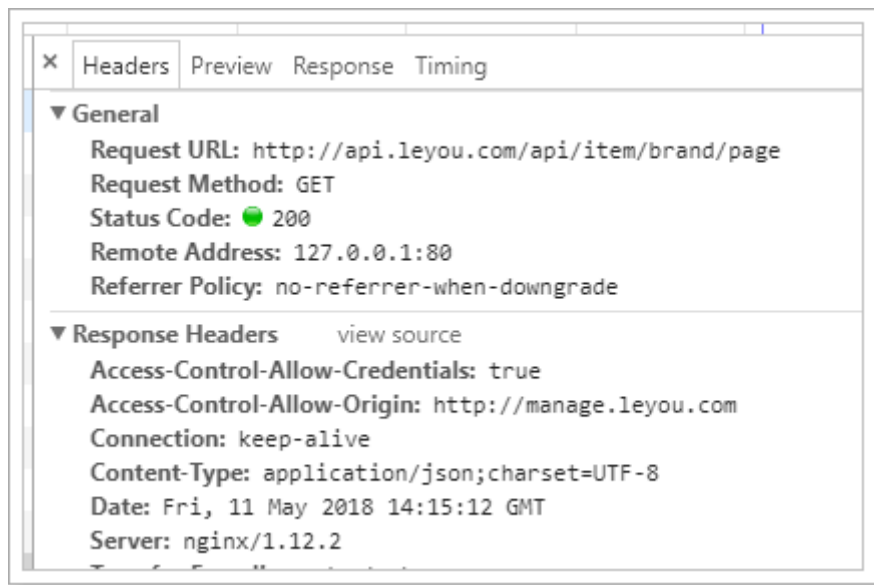 × Headers Preview Response Timing
▼ General
Request URL: http://api.leyou.com/api/item/brand/page
Request Method: GET
Status Code: 200
Remote Address: 127.0.0.1:80
Referrer Policy: no-referrer-when-downgrade
▼ Response Headers view source
Access-Control-Allow-Credentials: true
Access-Control-Allow-Origin: http://manage.leyou.com
Connection: keep-alive
Content-Type: application/json;charset=UTF-8
Date: Fri, 11 May 2018 14:15:12 GMT
Server: nginx/1.12.2